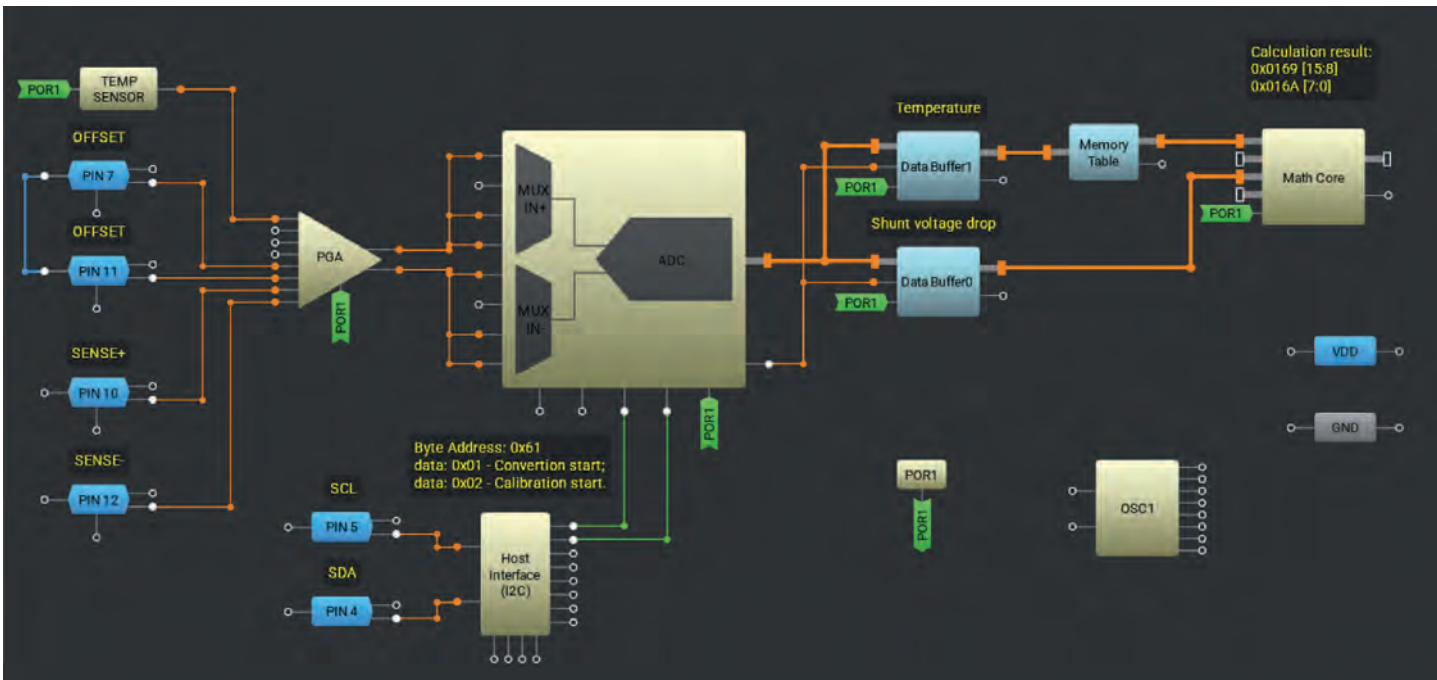 Calculation result:
0x0169 [15:8]
0x016A [7:0]
POR1
TEMP
SENSOR
OFFSET
PIN 7
OFFSET
PIN 11
SENSE+
PIN 10
SENSE-
PIN 12
PGA
POR1
MUX
IN+
MUX
IN-
ADC
POR1
Temperature
Data Buffer1
POR1
Shunt voltage drop
Data Buffer0
POR1
Memory
Table
Math Core
POR1
VDD
GND
Byte Address: 0x61
data: 0x01 - Convertion start;
data: 0x02 - Calibration start.
SCL
PIN 5
SDA
PIN 4
Host
Interface
(I2C)
POR1
POR1
OSC1